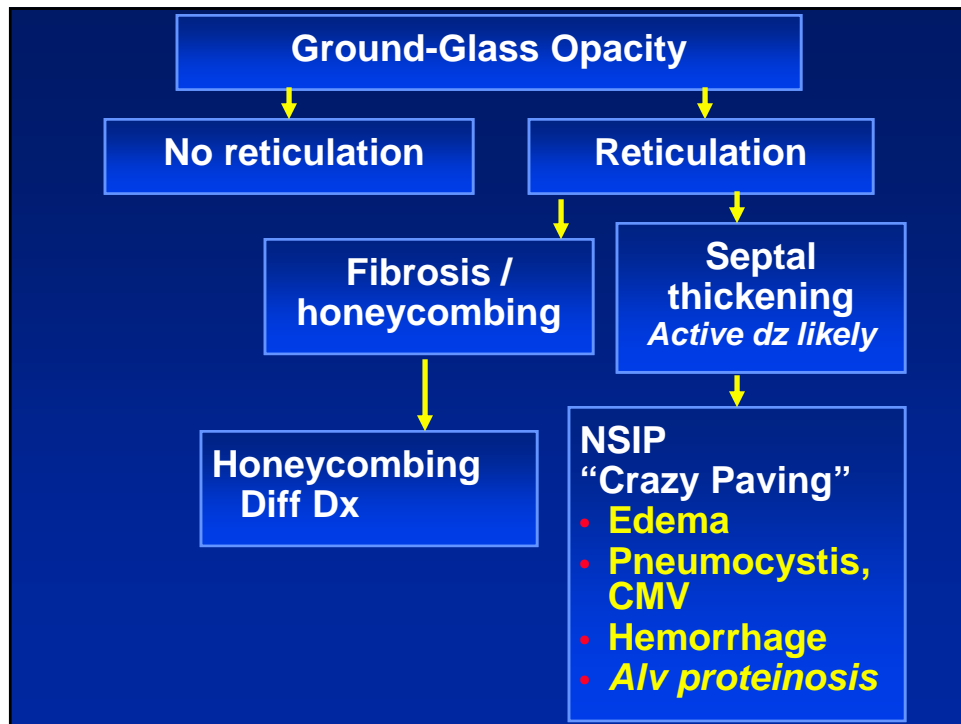 Ground-Glass Opacity
No reticulation
Reticulation
Fibrosis /
honeycombing
Septal
thickening
Active dz likely
Honeycombing
Diff Dx
NSIP
“Crazy Paving”
• Edema
• Pneumocystis,
CMV
• Hemorrhage
• Alv proteinosis